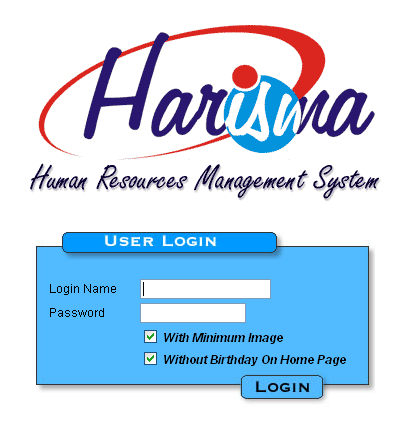 Harisma
Human Resources Management System
User Login
Login Name
Password
With Minimum Image
Without Birthday On Home Page
Login